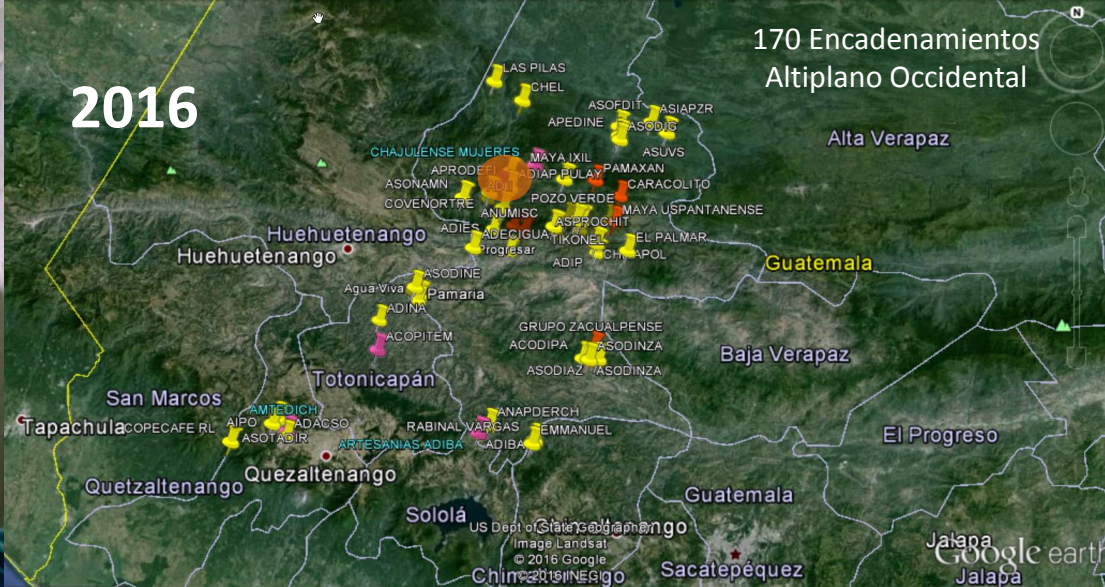 170 Encadenamientos
Altiplano Occidental
N
2016
LAS PILAS
CHEL
ASOFDIT
ASIAPZR
APEDINE
ASODIG
Alta Verapaz
CHAJULENSE MUJERES
MAYA IXIL
ASUVS
ADIAP PULAY
PAMAXAN
ASONAMN
CARACOLITO
COVENORTRE
POZO VERDE
ANUMISC
MAYA USPANTANENSE
ASPROCHIT
ADIES
ADECIGUA
TIKONEL
EL PALMAR
Huehuetenango
Progresar
Huehuetenango
ADIP
Guatemala
ASODINE
Agua Viva
Pamaria
ADINA
GRUPO ZACUALPENSE
ACOPITEM
ACODIPA
ASODINZA
Baja Verapaz
ASODIAZ
ASODINZA
Totonicapán
San Marcos
AMTEDICH
ANAPDERCH
Tapachula
COPECAFE RL
AIPO
ADACSO
RABINAL VARGAS
EMMANUEL
El Progreso
ASOTADIR
ARTESANIAS ADIBA
ADIBA
Quezaltenango
Quetzaltenango
Guatemala
Sololá
US Dept of State Geographer
Chimaltenango
Image Landsat
Jalapa
Google earth
© 2016 Google
Chimaltenango
© 2016 INEGI
Sacatepéquez
Jalapa